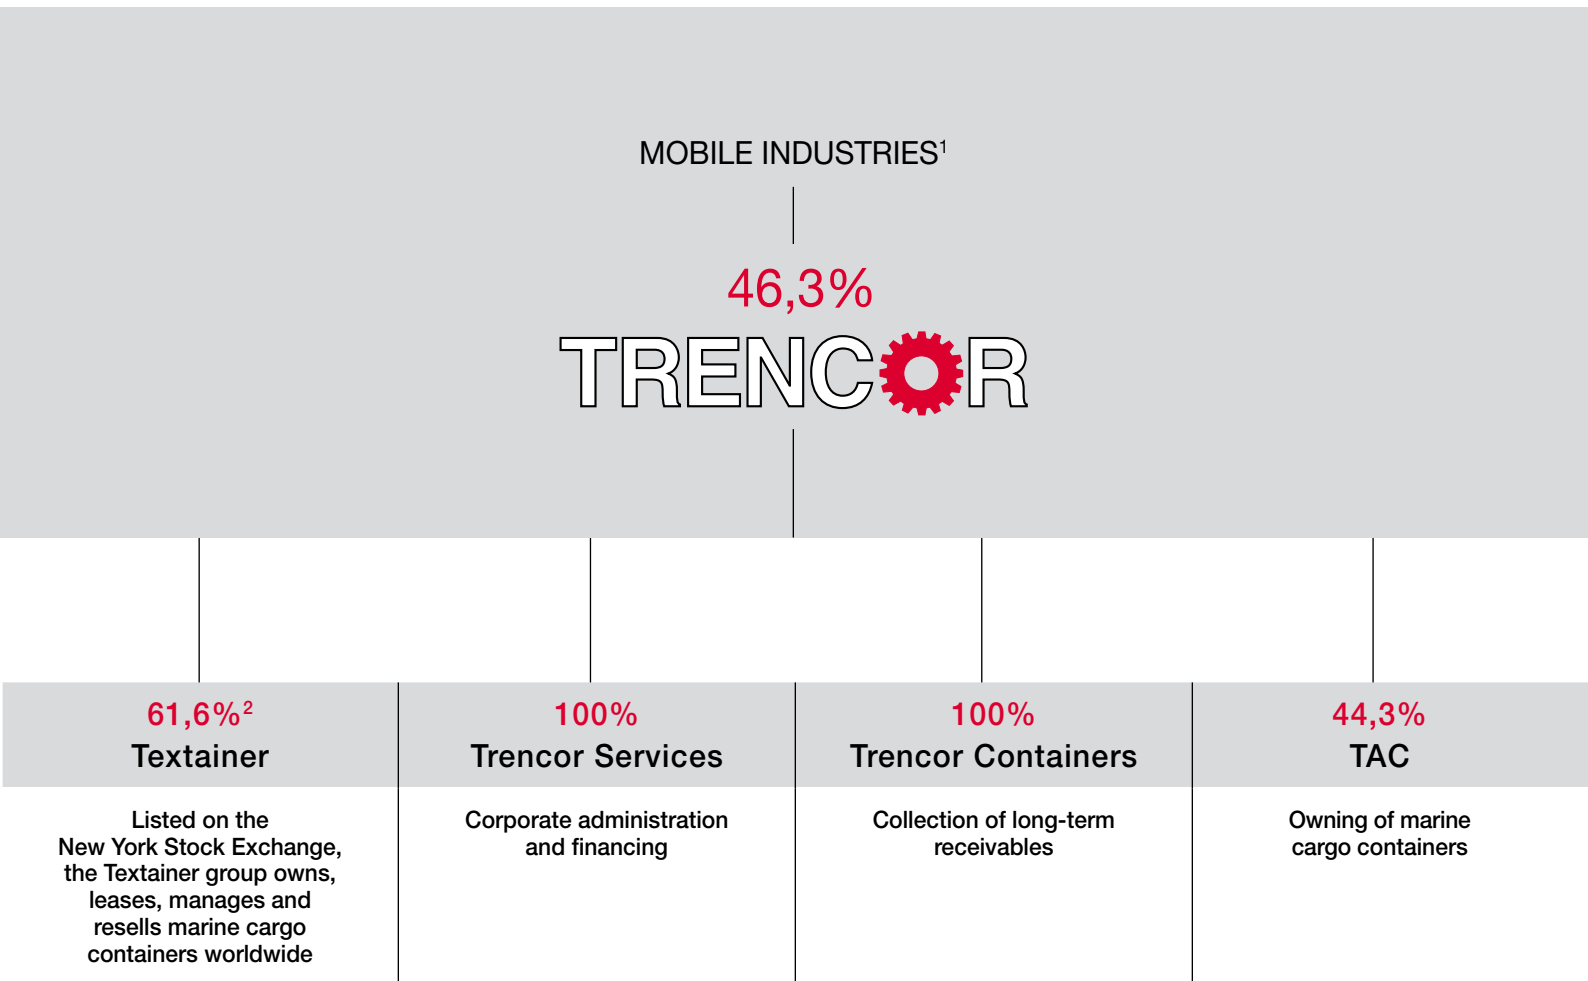 MOBILE INDUSTRIES¹
46,3%
TRENCOR
61,6%²
Textainer
Listed on the
New York Stock Exchange,
the Textainer group owns,
leases, manages and
resells marine cargo
containers worldwide
100%
Trencor Services
Corporate administration
and financing
100%
Trencor Containers
Collection of long-term
receivables
44,3%
TAC
Owning of marine
cargo containers